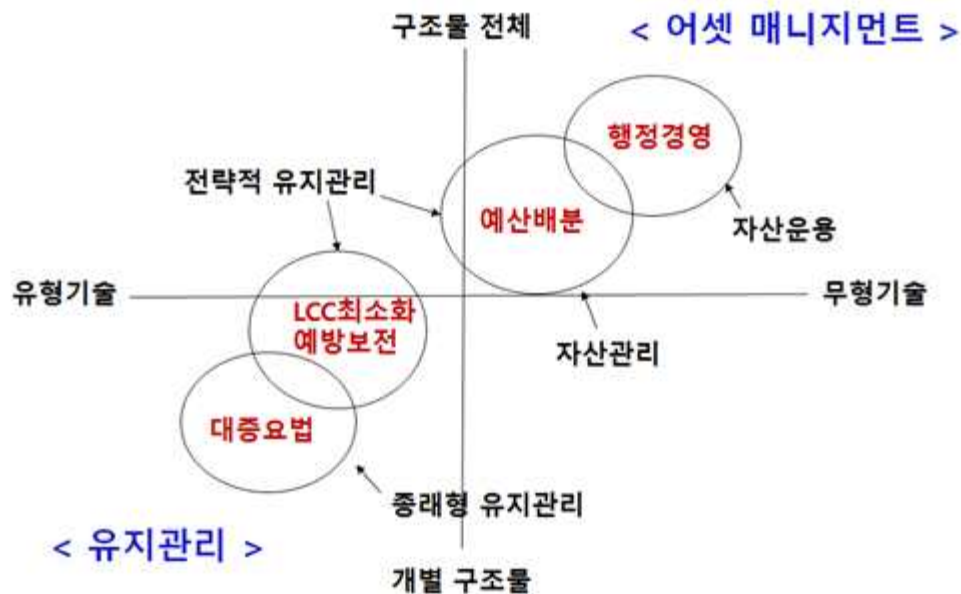 구조물 전체
< 어셋 매니지먼트 >
행정경영
전략적 유지관리
예산배분
자산운용
유형기술
무형기술
LCC최소화
예방보전
자산관리
대증요법
종래형 유지관리
< 유지관리 >
개별 구조물